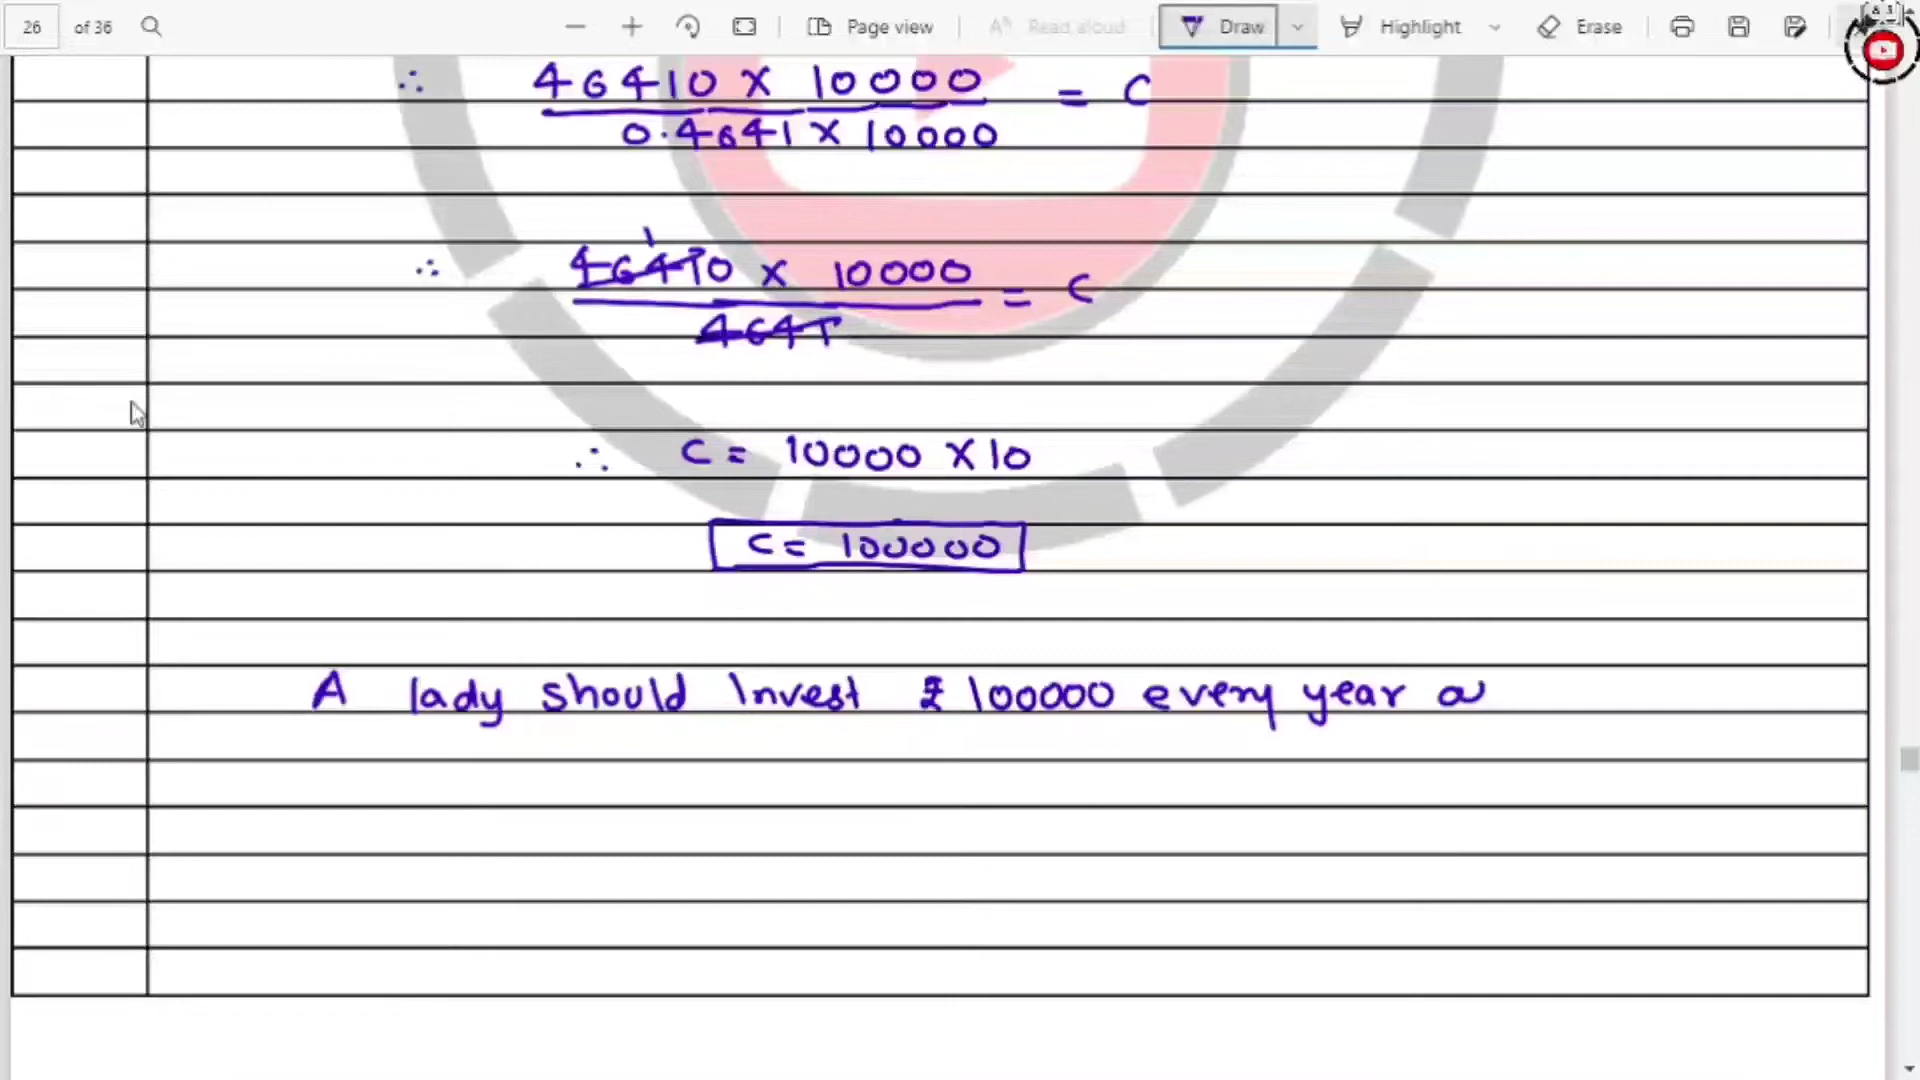 26 of 36 Page view Read aloud Draw Highlight Erase
∴ 46410 x 10000 = C
0.4641 x 10000
1
∴ 46410 x 10000 = C
4641
∴ C = 10000 x 10
C = 100000
A lady should Invest ₹ 100000 every year a